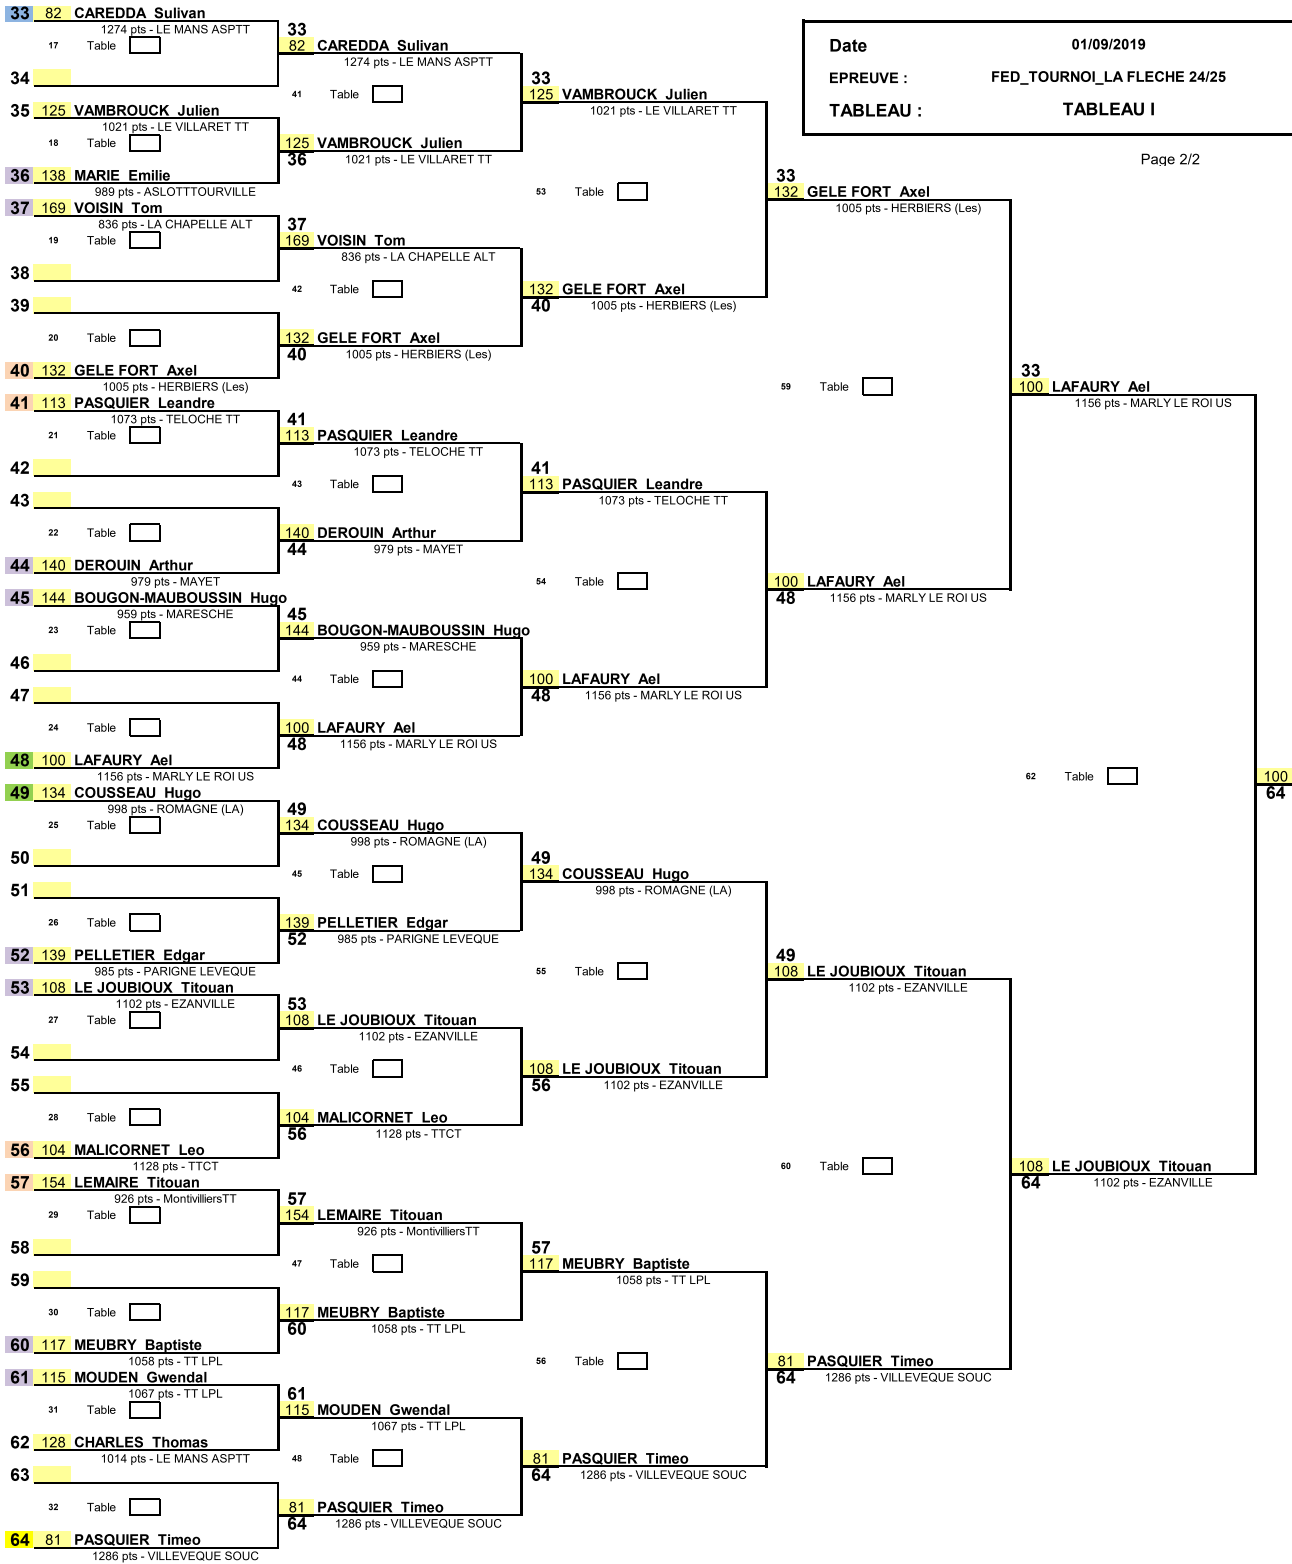 Date 01/09/2019
EPREUVE : FED_TOURNOI_LA FLECHE 24/25
TABLEAU : TABLEAU I
Page 2/2
33 82 CAREDDA Sulivan
1274 pts - LE MANS ASPTT
17 Table
34
35 125 VAMBROUCK Julien
1021 pts - LE VILLARET TT
18 Table
36 138 MARIE Emilie
989 pts - ASLOTTTOURVILLE
37 169 VOISIN Tom
836 pts - LA CHAPELLE ALT
19 Table
38
39
20 Table
40 132 GELE FORT Axel
1005 pts - HERBIERS (Les)
41 113 PASQUIER Leandre
1073 pts - TELOCHE TT
21 Table
42
43
22 Table
44 140 DEROUIN Arthur
979 pts - MAYET
45 144 BOUGON-MAUBOUSSIN Hugo
959 pts - MARESCHE
23 Table
46
47
24 Table
48 100 LAFAURY Ael
1156 pts - MARLY LE ROI US
49 134 COUSSEAU Hugo
998 pts - ROMAGNE (LA)
25 Table
50
51
26 Table
52 139 PELLETIER Edgar
985 pts - PARIGNE LEVEQUE
53 108 LE JOUBIOUX Titouan
1102 pts - EZANVILLE
27 Table
54
55
28 Table
56 104 MALICORNET Leo
1128 pts - TTCT
57 154 LEMAIRE Titouan
926 pts - MontivilliersTT
29 Table
58
59
30 Table
60 117 MEUBRY Baptiste
1058 pts - TT LPL
61 115 MOUDEN Gwendal
1067 pts - TT LPL
31 Table
62 128 CHARLES Thomas
1014 pts - LE MANS ASPTT
63
32 Table
64 81 PASQUIER Timeo
1286 pts - VILLEVEQUE SOUC
33
82 CAREDDA Sulivan
1274 pts - LE MANS ASPTT
41 Table
125 VAMBROUCK Julien
36 1021 pts - LE VILLARET TT
37
169 VOISIN Tom
836 pts - LA CHAPELLE ALT
42 Table
132 GELE FORT Axel
40 1005 pts - HERBIERS (Les)
41
113 PASQUIER Leandre
1073 pts - TELOCHE TT
43 Table
140 DEROUIN Arthur
44 979 pts - MAYET
45
144 BOUGON-MAUBOUSSIN Hugo
959 pts - MARESCHE
44 Table
100 LAFAURY Ael
48 1156 pts - MARLY LE ROI US
49
134 COUSSEAU Hugo
998 pts - ROMAGNE (LA)
45 Table
139 PELLETIER Edgar
52 985 pts - PARIGNE LEVEQUE
53
108 LE JOUBIOUX Titouan
1102 pts - EZANVILLE
46 Table
104 MALICORNET Leo
56 1128 pts - TTCT
57
154 LEMAIRE Titouan
926 pts - MontivilliersTT
47 Table
117 MEUBRY Baptiste
60 1058 pts - TT LPL
61
115 MOUDEN Gwendal
1067 pts - TT LPL
48 Table
81 PASQUIER Timeo
64 1286 pts - VILLEVEQUE SOUC
33
125 VAMBROUCK Julien
1021 pts - LE VILLARET TT
53 Table
132 GELE FORT Axel
40 1005 pts - HERBIERS (Les)
41
113 PASQUIER Leandre
1073 pts - TELOCHE TT
54 Table
100 LAFAURY Ael
48 1156 pts - MARLY LE ROI US
49
134 COUSSEAU Hugo
998 pts - ROMAGNE (LA)
55 Table
108 LE JOUBIOUX Titouan
56 1102 pts - EZANVILLE
57
117 MEUBRY Baptiste
1058 pts - TT LPL
56 Table
81 PASQUIER Timeo
64 1286 pts - VILLEVEQUE SOUC
33
132 GELE FORT Axel
1005 pts - HERBIERS (Les)
59 Table
100 LAFAURY Ael
48 1156 pts - MARLY LE ROI US
49
108 LE JOUBIOUX Titouan
1102 pts - EZANVILLE
60 Table
81 PASQUIER Timeo
64 1286 pts - VILLEVEQUE SOUC
33
100 LAFAURY Ael
1156 pts - MARLY LE ROI US
62 Table
108 LE JOUBIOUX Titouan
64 1102 pts - EZANVILLE
100
64